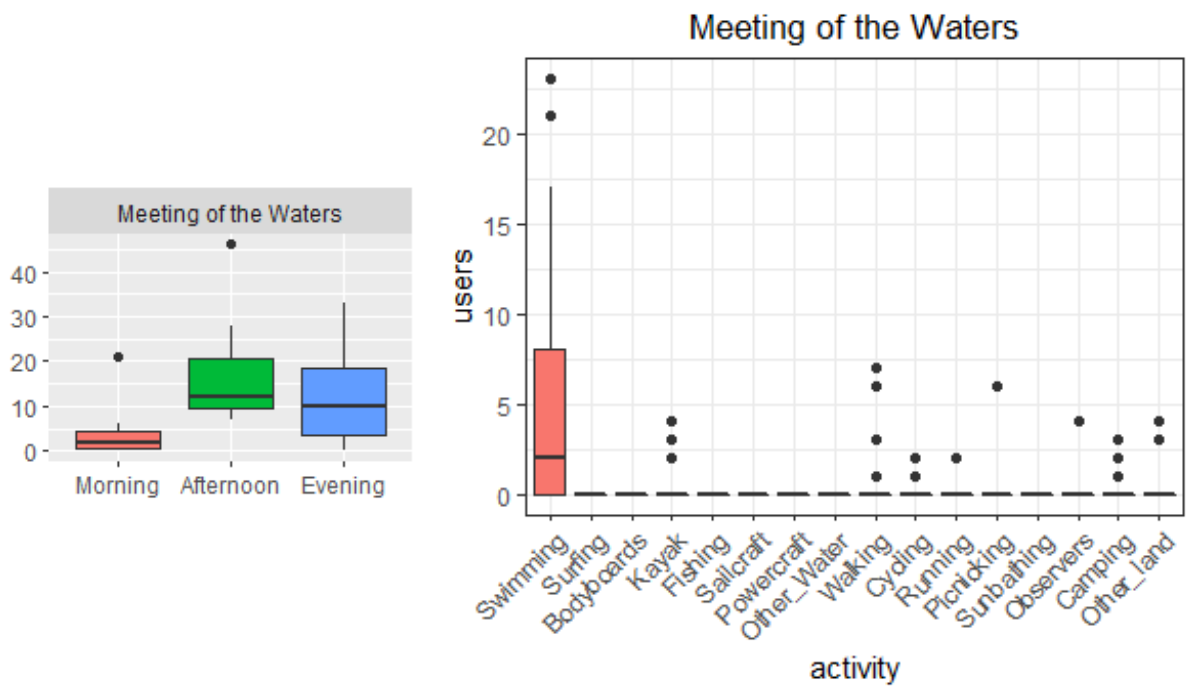 Meeting of the Waters
40
30
20
10
0
Morning Afternoon Evening
Meeting of the Waters
users
20
15
10
5
0
Swimming
Surfing
Bodyboards
Kayak
Fishing
Sailcraft
Powercraft
Other_Water
Walking
Cycling
Running
Picnicking
Sunbathing
Observers
Camping
Other_land
activity